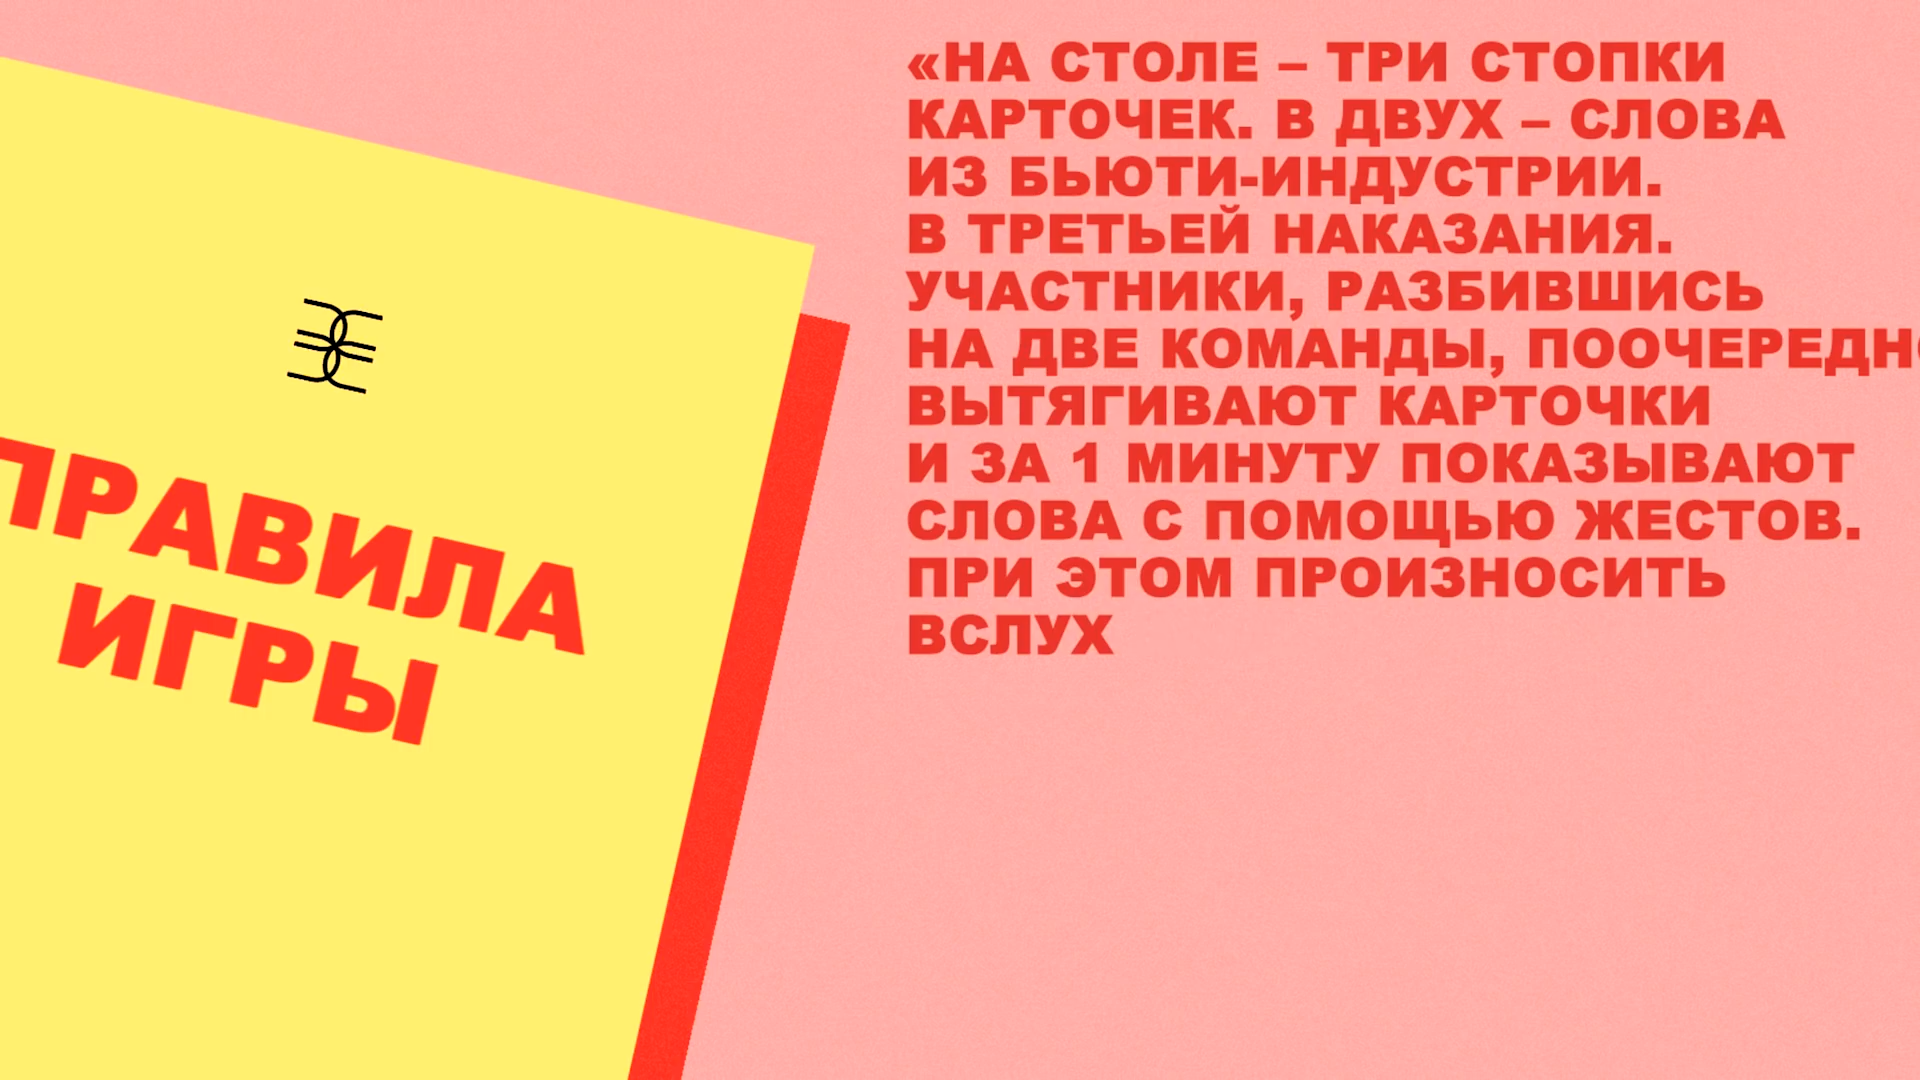 ПРАВИЛА
ИГРЫ
«НА СТОЛЕ – ТРИ СТОПКИ
КАРТОЧЕК. В ДВУХ – СЛОВА
ИЗ БЬЮТИ-ИНДУСТРИИ.
В ТРЕТЬЕЙ НАКАЗАНИЯ.
УЧАСТНИКИ, РАЗБИВШИСЬ
НА ДВЕ КОМАНДЫ, ПООЧЕРЕДНО
ВЫТЯГИВАЮТ КАРТОЧКИ
И ЗА 1 МИНУТУ ПОКАЗЫВАЮТ
СЛОВА С ПОМОЩЬЮ ЖЕСТОВ.
ПРИ ЭТОМ ПРОИЗНОСИТЬ
ВСЛУХ